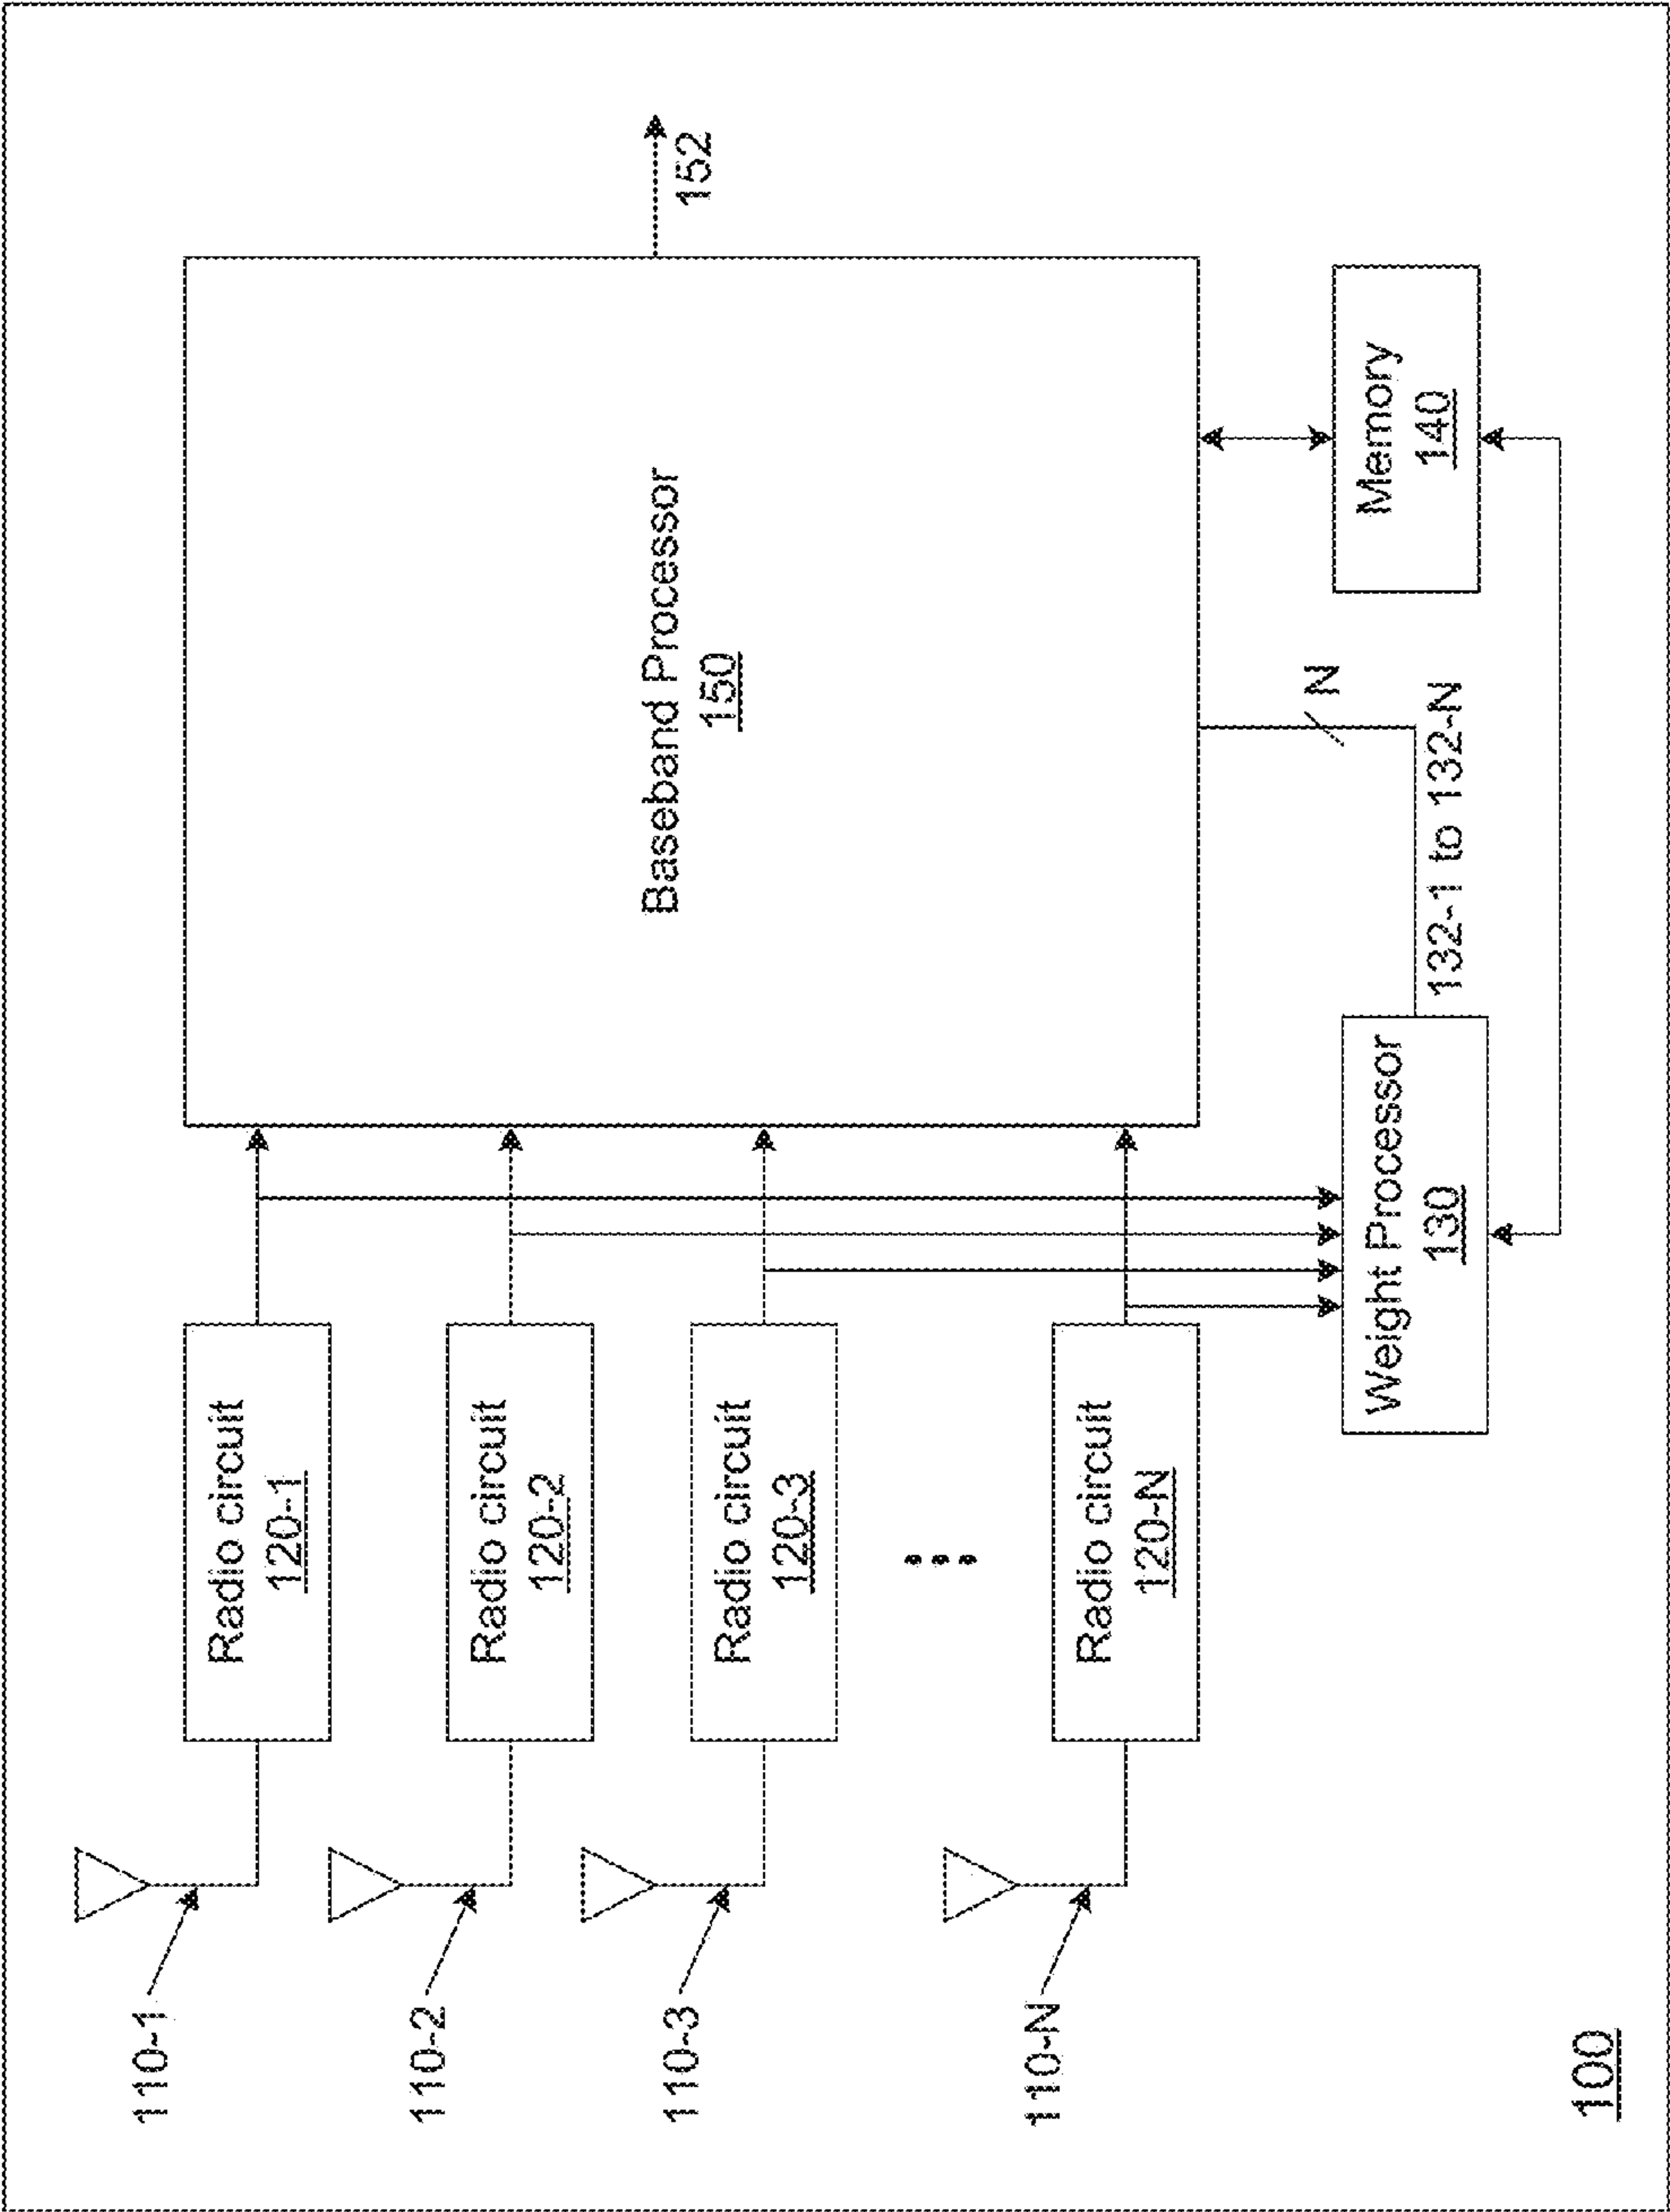 110-1
Radio circuit
120-1
110-2
Radio circuit
120-2
110-3
Radio circuit
120-3
110-N
Radio circuit
120-N
Baseband Processor
150
152
Weight Processor
130
132-1 to 132-N
N
Memory
140
100